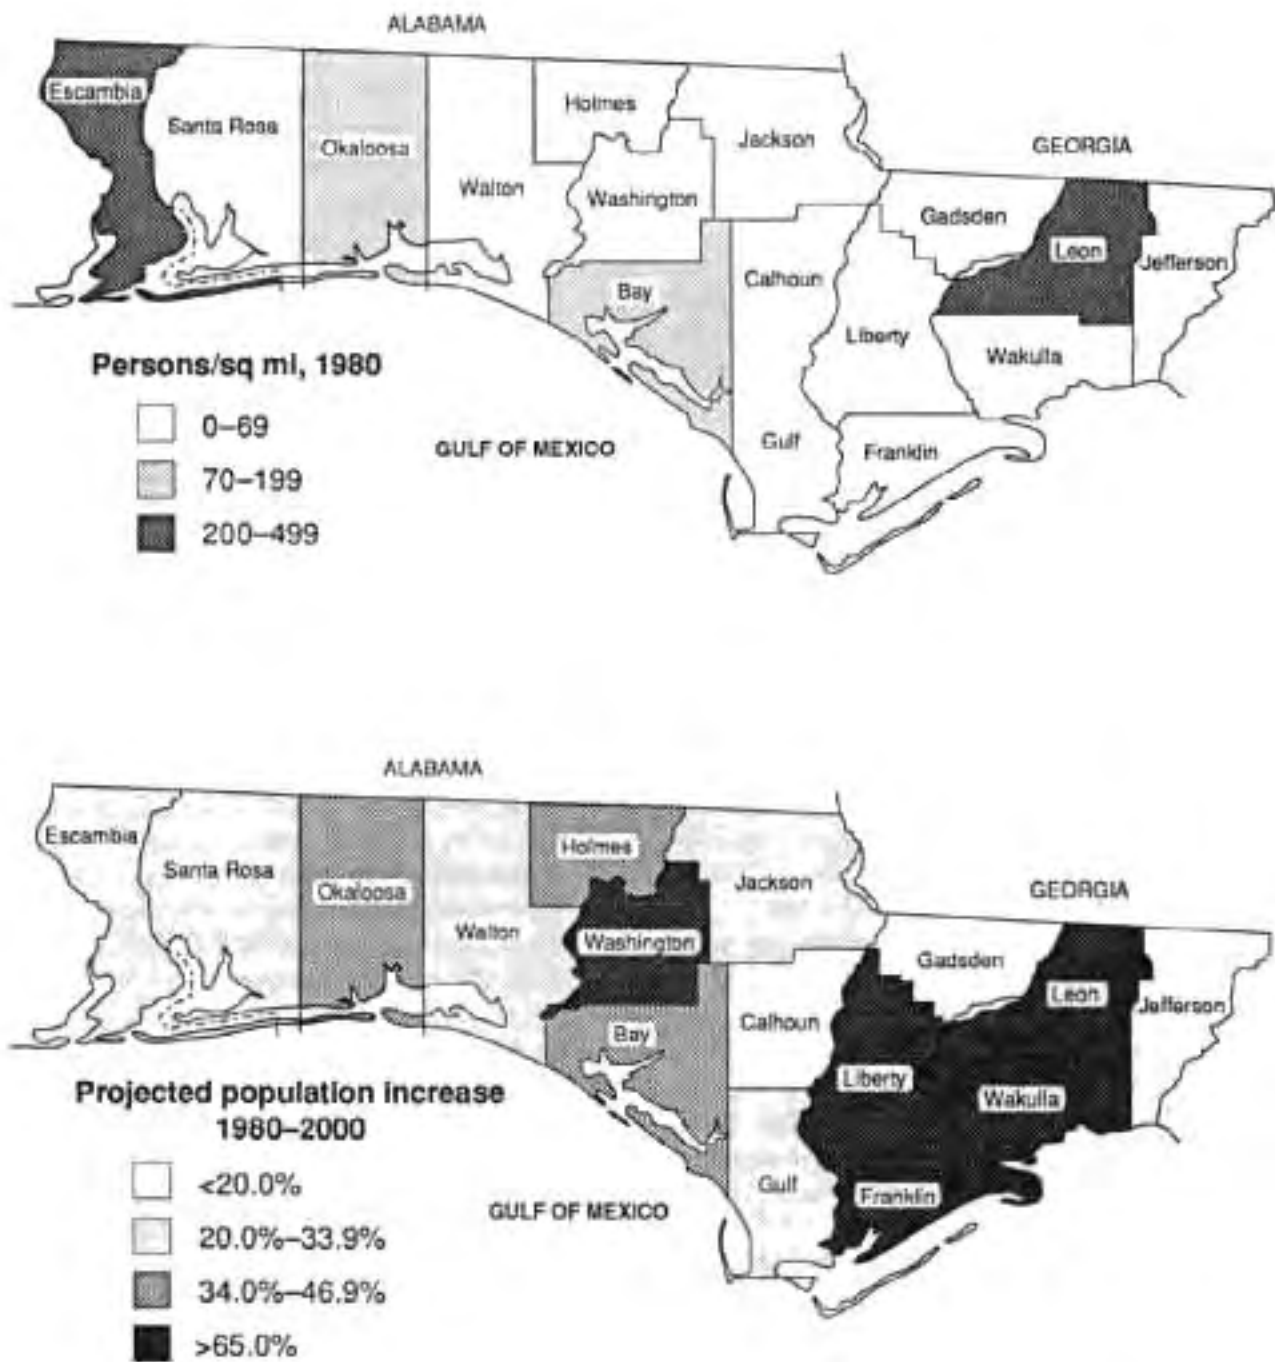 ALABAMA
Escambia
Santa Rosa
Okaloosa
Walton
Holmes
Washington
Jackson
GEORGIA
Gadsden
Leon
Jefferson
Bay
Calhoun
Liberty
Wakulla
Gulf
Franklin
Persons/sq mi, 1980
0–69
70–199
200–499
GULF OF MEXICO
ALABAMA
Escambia
Santa Rosa
Okaloosa
Walton
Holmes
Washington
Jackson
GEORGIA
Gadsden
Leon
Jefferson
Bay
Calhoun
Liberty
Wakulla
Gulf
Franklin
Projected population increase
1980–2000
<20.0%
20.0%–33.9%
34.0%–46.9%
>65.0%
GULF OF MEXICO